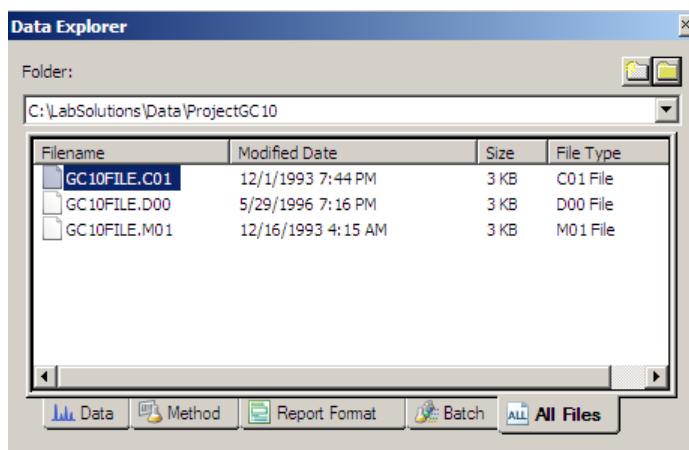 Data Explorer
Folder:
C:\LabSolutions\Data\ProjectGC10
Filename Modified Date Size File Type
GC10FILE.C01 12/1/1993 7:44 PM 3 KB C01 File
GC10FILE.D00 5/29/1996 7:16 PM 3 KB D00 File
GC10FILE.M01 12/16/1993 4:15 AM 3 KB M01 File
Data Method Report Format Batch ALL All Files